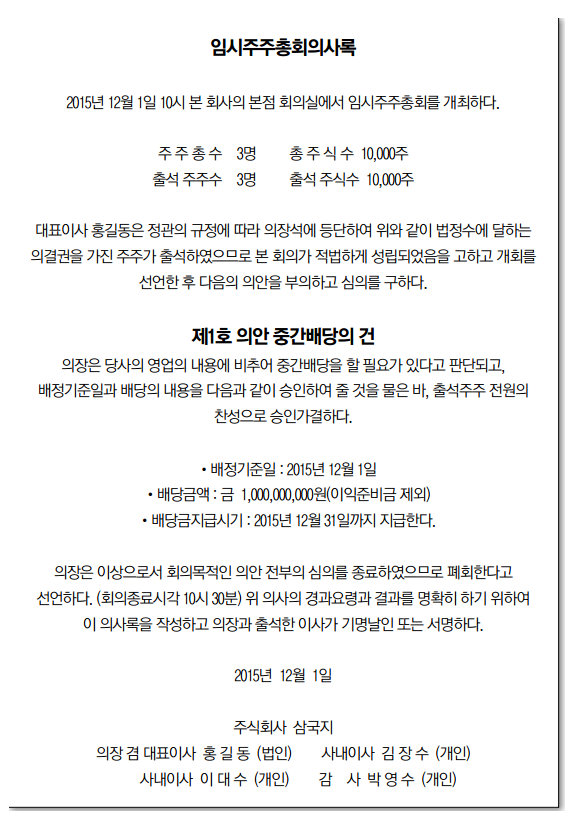 임시주주총회의사록
2015년 12월 1일 10시 본 회사의 본점 회의실에서 임시주주총회를 개최하다.
주 주 총 수 3명 총 주 식 수 10,000주
출석 주주수 3명 출석 주식수 10,000주
대표이사 홍길동은 정관의 규정에 따라 의장석에 등단하여 위와 같이 법정수에 달하는
의결권을 가진 주주가 출석하였으므로 본 회의가 적법하게 성립되었음을 고하고 개회를
선언한 후 다음의 의안을 부의하고 심의를 구하다.
제1호 의안 중간배당의 건
의장은 당사의 영업의 내용에 비추어 중간배당을 할 필요가 있다고 판단되고,
배정기준일과 배당의 내용을 다음과 같이 승인하여 줄 것을 물은 바, 출석주주 전원의
찬성으로 승인가결하다.
• 배정기준일 : 2015년 12월 1일
• 배당금액 : 금 1,000,000,000원(이익준비금 제외)
• 배당금지급시기 : 2015년 12월 31일까지 지급한다.
의장은 이상으로서 회의목적인 의안 전부의 심의를 종료하였으므로 폐회한다고
선언하다. (회의종료시각 10시 30분) 위 의사의 경과요령과 결과를 명확히 하기 위하여
이 의사록을 작성하고 의장과 출석한 이사가 기명날인 또는 서명하다.
2015년 12월 1일
주식회사 삼국지
의장 겸 대표이사 홍 길 동 (법인) 사내이사 김 장 수 (개인)
사내이사 이 대 수 (개인) 감 사 박 영 수 (개인)